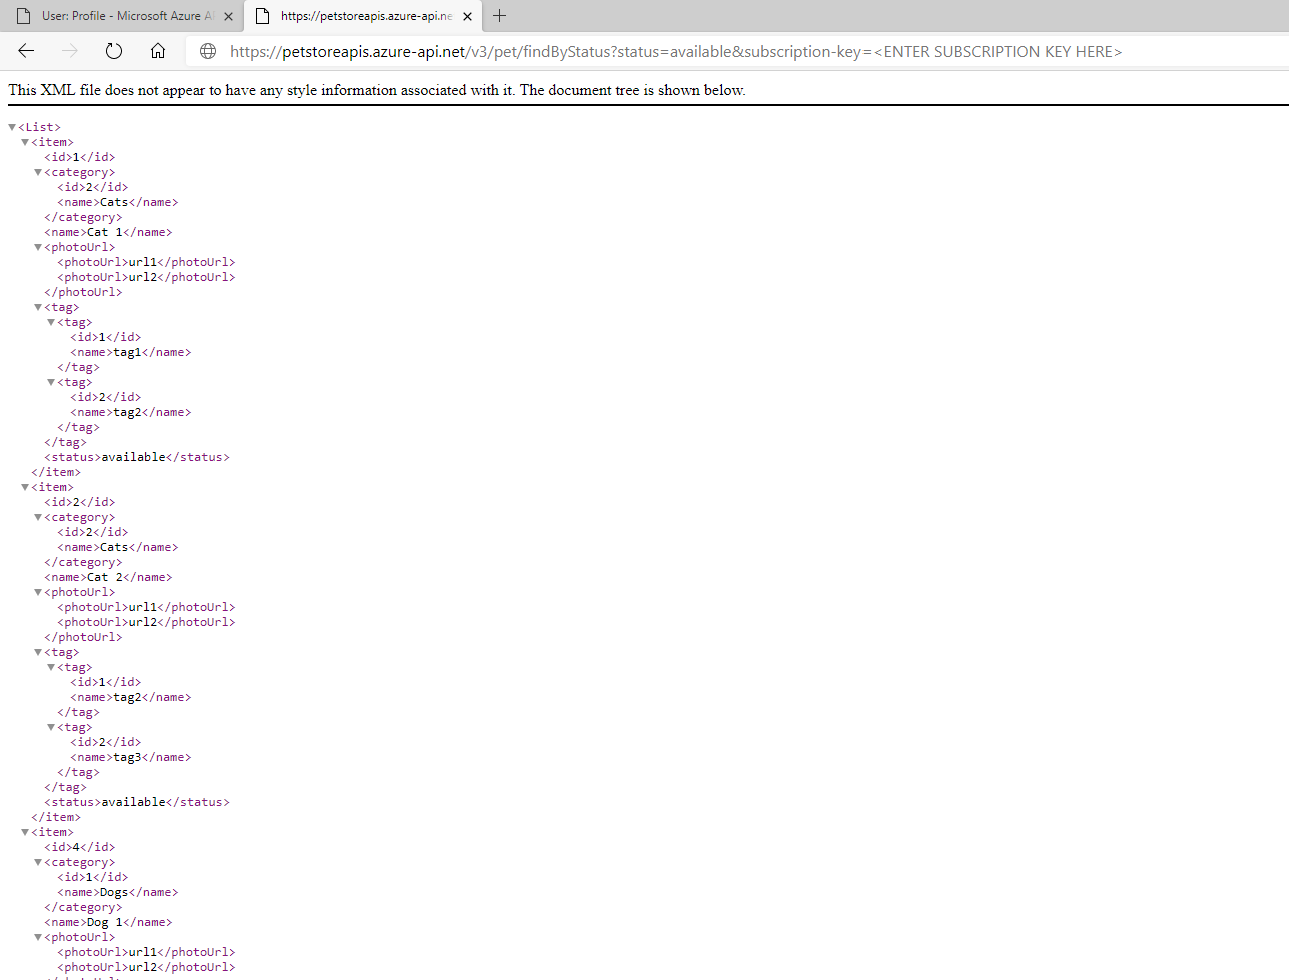 User: Profile - Microsoft Azure A
https://petstoreapis.azure-api.ne
https://petstoreapis.azure-api.net/v3/pet/findByStatus?status=available&subscription-key=<ENTER SUBSCRIPTION KEY HERE>
This XML file does not appear to have any style information associated with it. The document tree is shown below.
▼<List>
▼<item>
<id>1</id>
▼<category>
<id>2</id>
<name>Cats</name>
</category>
<name>Cat 1</name>
▼<photoUrl>
<photoUrl>url1</photoUrl>
<photoUrl>url2</photoUrl>
</photoUrl>
▼<tag>
▼<tag>
<id>1</id>
<name>tag1</name>
</tag>
▼<tag>
<id>2</id>
<name>tag2</name>
</tag>
</tag>
<status>available</status>
</item>
▼<item>
<id>2</id>
▼<category>
<id>2</id>
<name>Cats</name>
</category>
<name>Cat 2</name>
▼<photoUrl>
<photoUrl>url1</photoUrl>
<photoUrl>url2</photoUrl>
</photoUrl>
▼<tag>
▼<tag>
<id>1</id>
<name>tag2</name>
</tag>
▼<tag>
<id>2</id>
<name>tag3</name>
</tag>
</tag>
<status>available</status>
</item>
▼<item>
<id>4</id>
▼<category>
<id>1</id>
<name>Dogs</name>
</category>
<name>Dog 1</name>
▼<photoUrl>
<photoUrl>url1</photoUrl>
<photoUrl>url2</photoUrl>